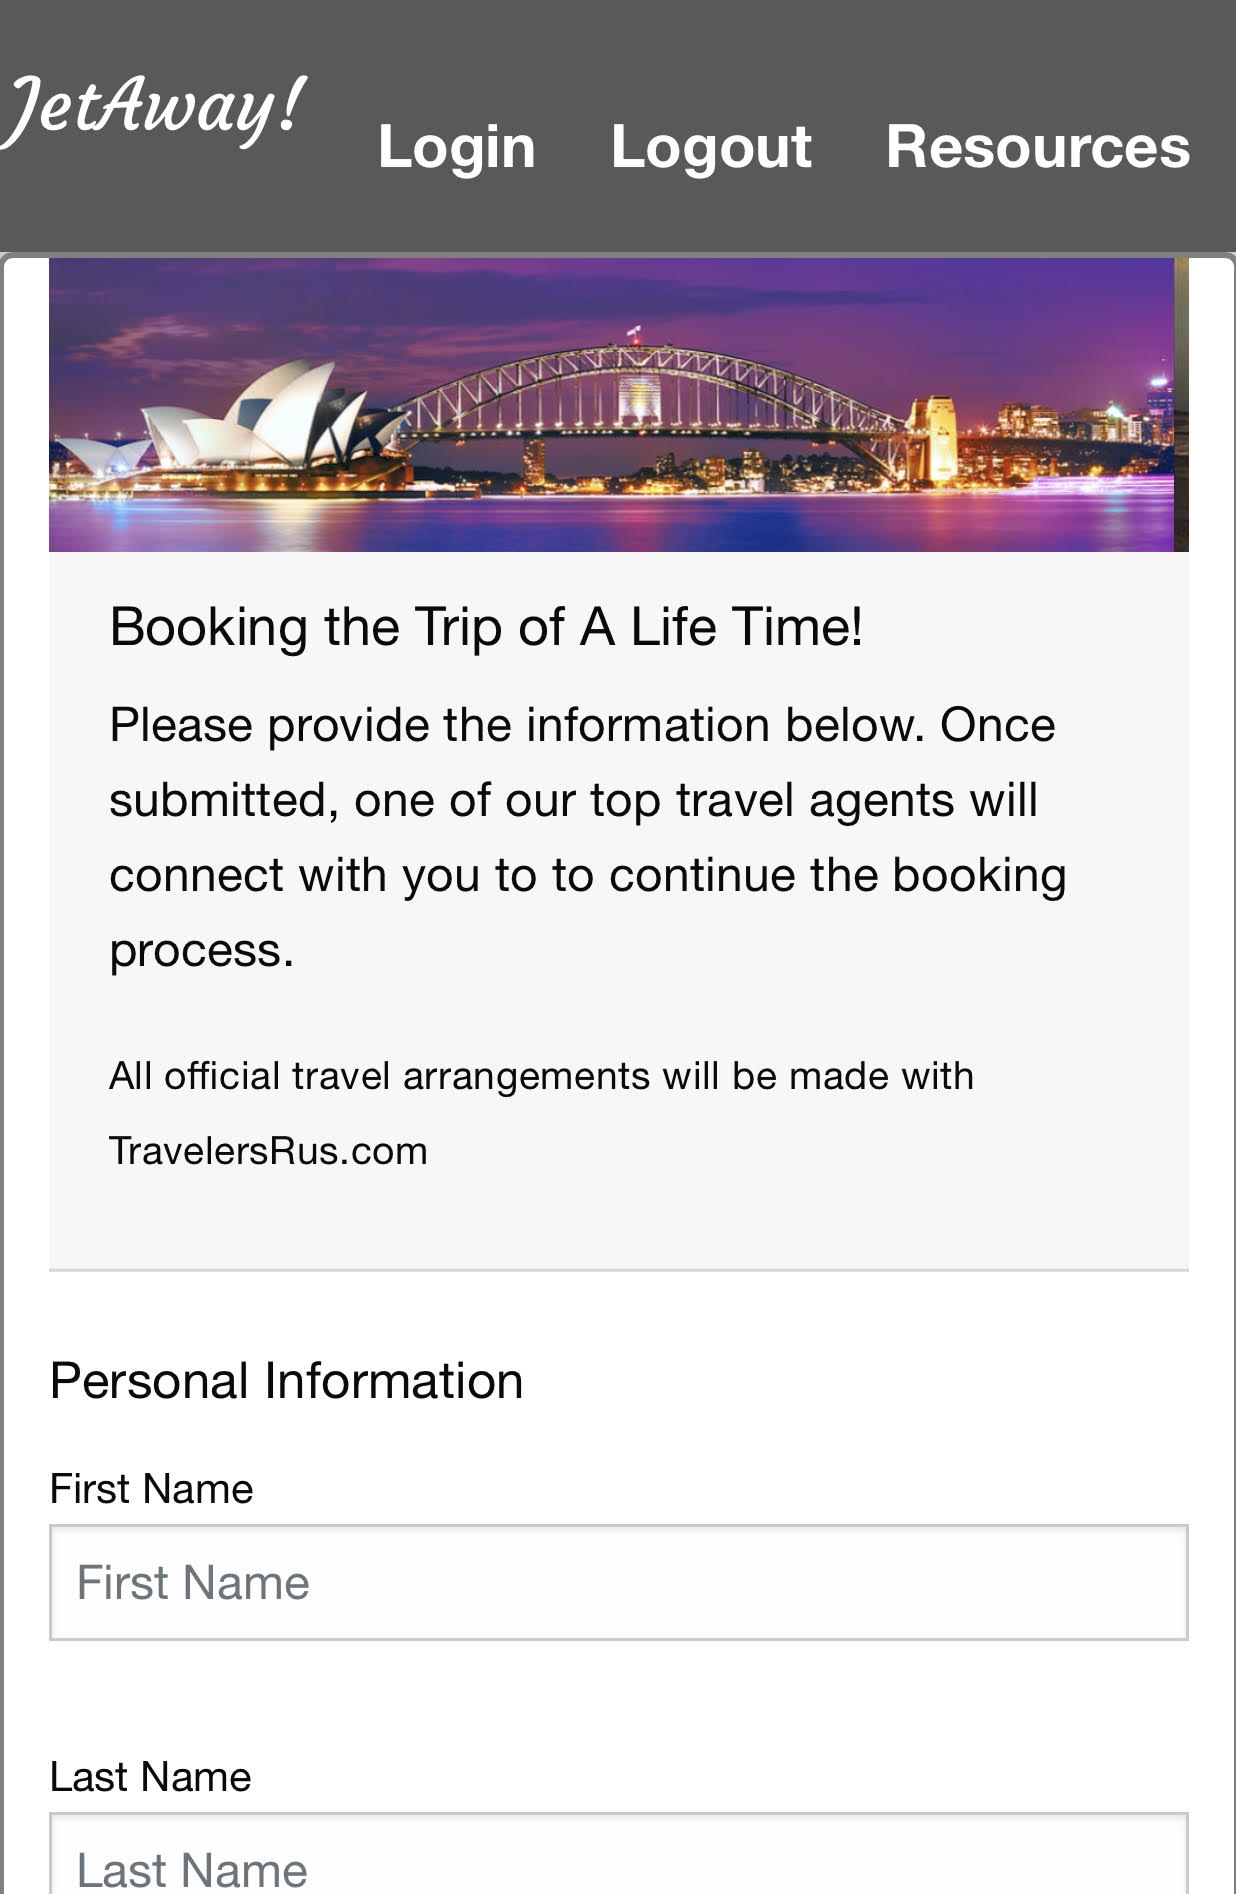 JetAway!
Login Logout Resources
Booking the Trip of A Life Time!
Please provide the information below. Once
submitted, one of our top travel agents will
connect with you to to continue the booking
process.
All official travel arrangements will be made with
TravelersRus.com
Personal Information
First Name
First Name
Last Name
Last Name